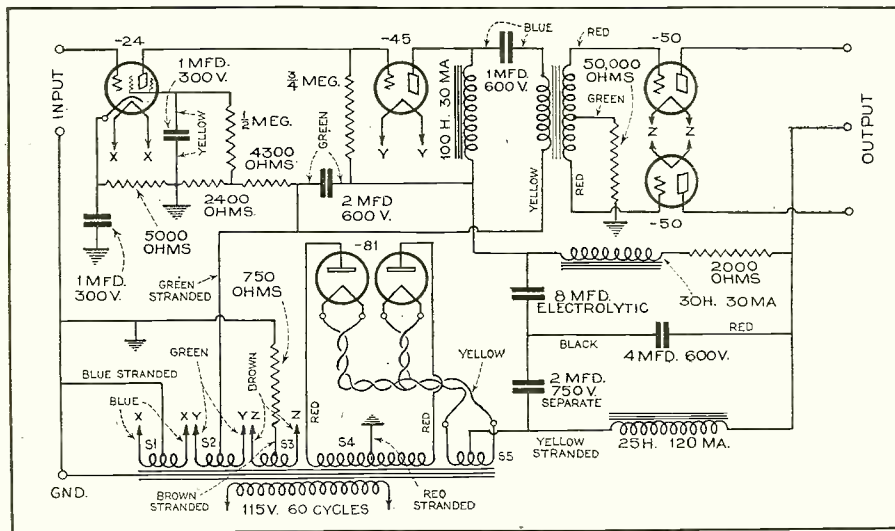 -24
1 MFD.
300 V.
-45
BLUE
RED
-50
INPUT
YELLOW
½ MEG.
¾ MEG.
GREEN
100 H. 30 MA
1 MFD.
600 V.
50,000
OHMS
GREEN
X X
Y Y
Z Z
OUTPUT
4300
OHMS
YELLOW
RED
-50
2 MFD
600 V.
2400
OHMS.
5000
OHMS
1 MFD.
300 V.
GREEN
STRANDED
750
OHMS
-81
2000
OHMS
30H. 30 MA
8 MFD.
ELECTROLYTIC
BLACK
RED
4 MFD. 600V.
YELLOW
2 MFD.
750 V.
SEPARATE
GREEN
BROWN
BLUE STRANDED
BLUE
RED
RED
X X Y Y Z Z
S1 S2 S3 S4 S5
YELLOW
STRANDED
25H. 120 MA.
GND.
BROWN
STRANDED
RED
STRANDED
115 V. 60 CYCLES